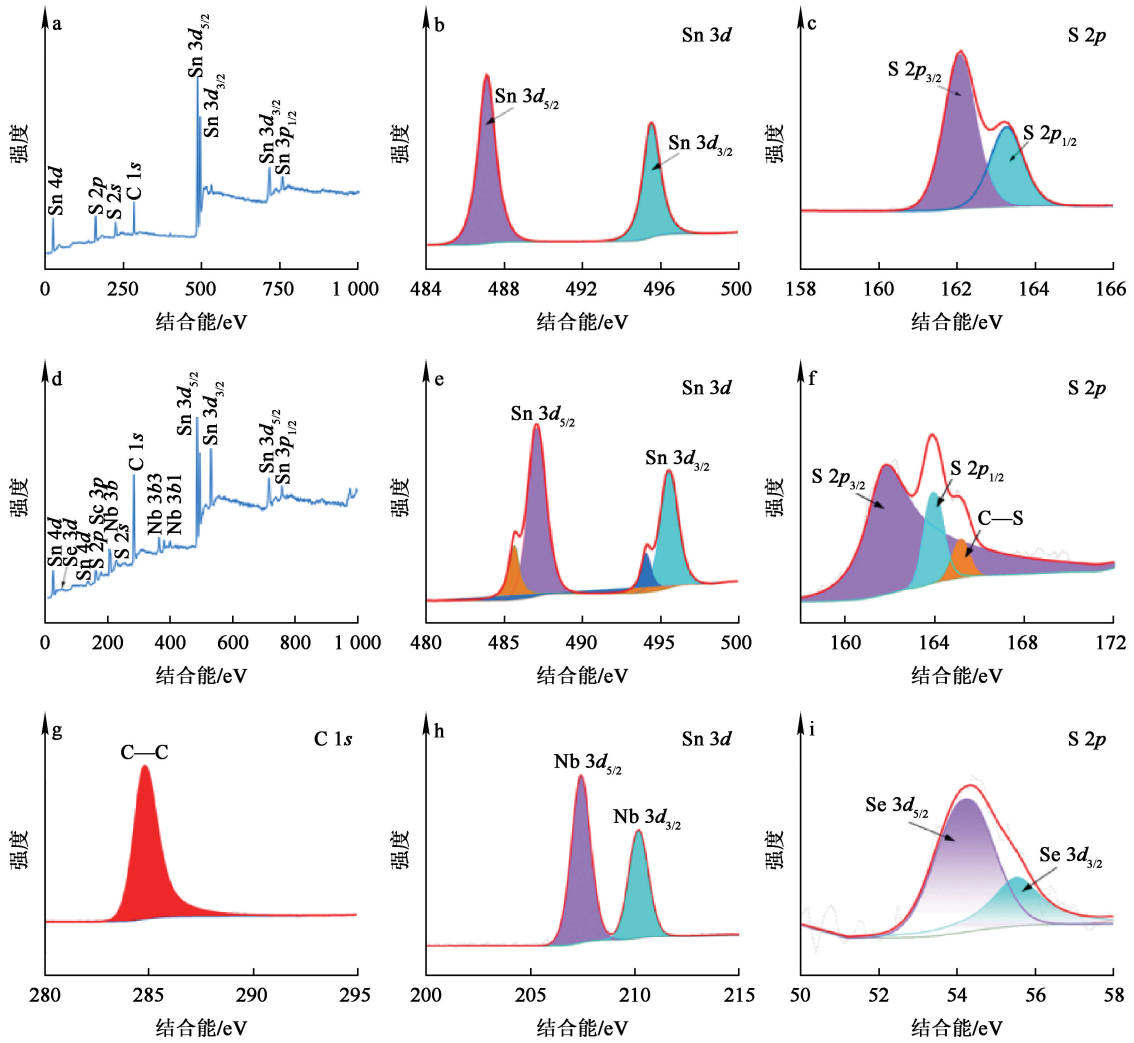 a
Sn 3d5/2
Sn 3d3/2
Sn 4d
S 2p
S 2s
C 1s
Sn 3d3/2
Sn 3p1/2
强度
0 250 500 750 1 000
结合能/eV
b
Sn 3d
Sn 3d5/2
Sn 3d3/2
强度
484 488 492 496 500
结合能/eV
c
S 2p
S 2p3/2
S 2p1/2
强度
158 160 162 164 166
结合能/eV
d
Sn 3d5/2
Sn 3d3/2
Sn 4d
Se 3d
Sn 4d
S 2p
Sc 3p
Nb 3b
S 2s
C 1s
Nb 3b3
Nb 3b1
Sn 3d5/2
Sn 3p1/2
强度
0 200 400 600 800 1 000
结合能/eV
e
Sn 3d
Sn 3d5/2
Sn 3d3/2
强度
480 485 490 495 500
结合能/eV
f
S 2p
S 2p3/2
S 2p1/2
C—S
强度
160 164 168 172
结合能/eV
g
C 1s
C—C
强度
280 285 290 295
结合能/eV
h
Sn 3d
Nb 3d5/2
Nb 3d3/2
强度
200 205 210 215
结合能/eV
i
S 2p
Se 3d5/2
Se 3d3/2
强度
50 52 54 56 58
结合能/eV